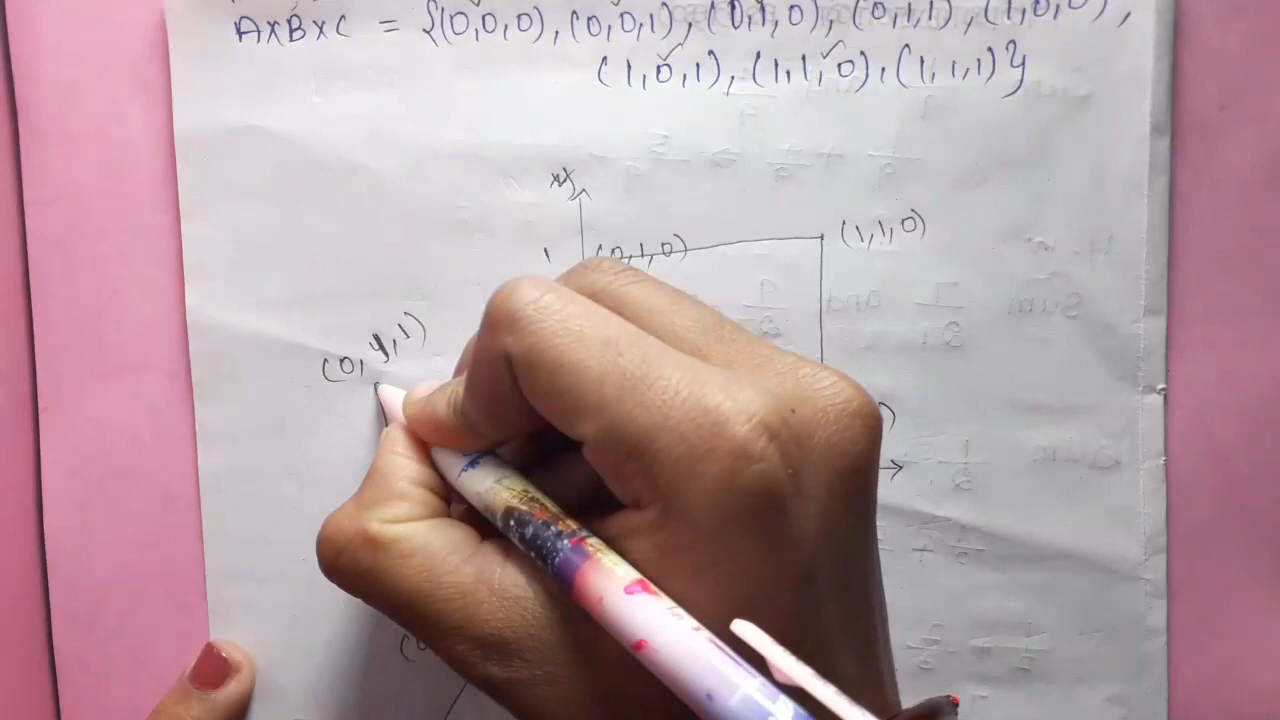 A×B×C = {(0,0,0), (0,0,1), (0,1,0), (0,1,1), (1,0,0),
(1,0,1), (1,1,0), (1,1,1)}
y
(1,1,0)
1 (0,1,0)
(0,y,1)